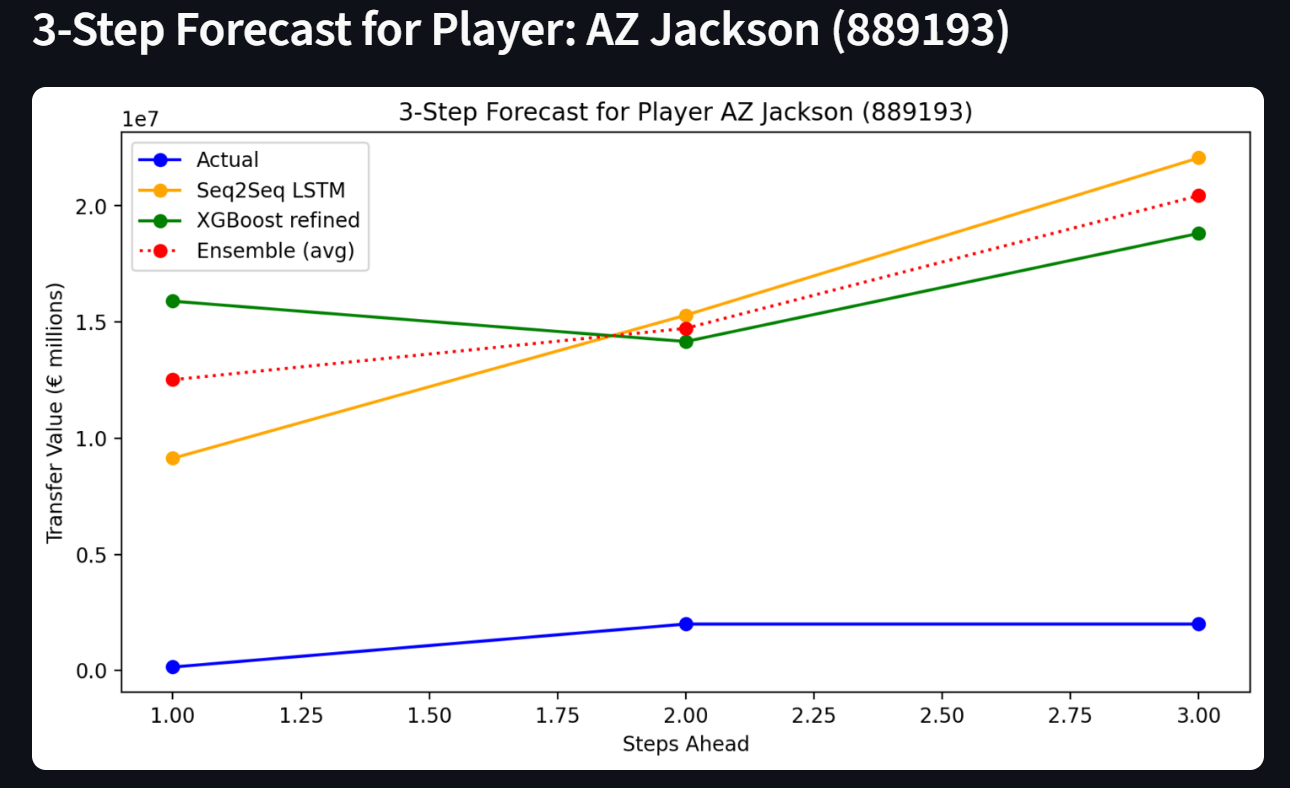 3-Step Forecast for Player: AZ Jackson (889193)
3-Step Forecast for Player AZ Jackson (889193)
1e7
Actual
Seq2Seq LSTM
XGBoost refined
Ensemble (avg)
2.0
1.5
1.0
0.5
0.0
Transfer Value (€ millions)
1.00 1.25 1.50 1.75 2.00 2.25 2.50 2.75 3.00
Steps Ahead